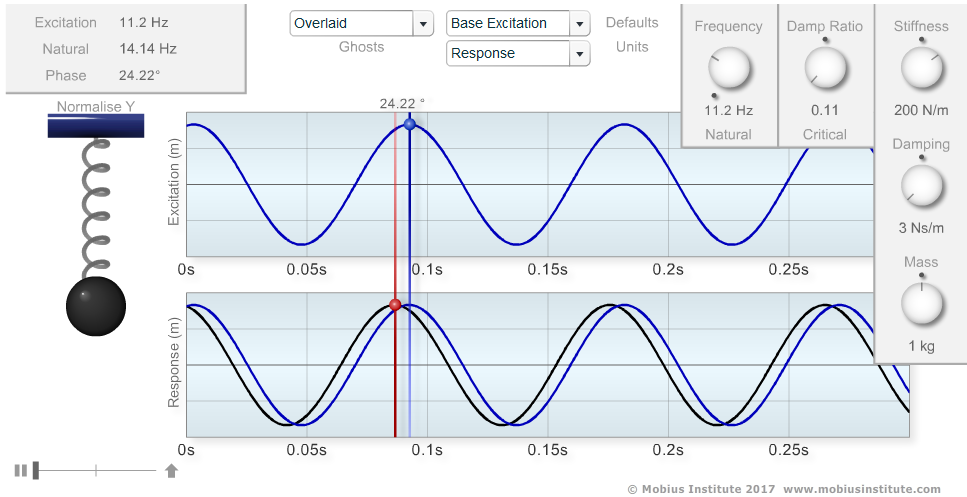 Excitation 11.2 Hz
Natural 14.14 Hz
Phase 24.22°
Overlaid
Ghosts
Base Excitation
Response
Defaults
Units
Frequency
11.2 Hz
Natural
Damp Ratio
0.11
Critical
Stiffness
200 N/m
Damping
3 Ns/m
Mass
1 kg
Normalise Y
24.22 °
Excitation (m)
0s 0.05s 0.1s 0.15s 0.2s 0.25s
Response (m)
0s 0.05s 0.1s 0.15s 0.2s 0.25s
© Mobius Institute 2017 www.mobiusinstitute.com